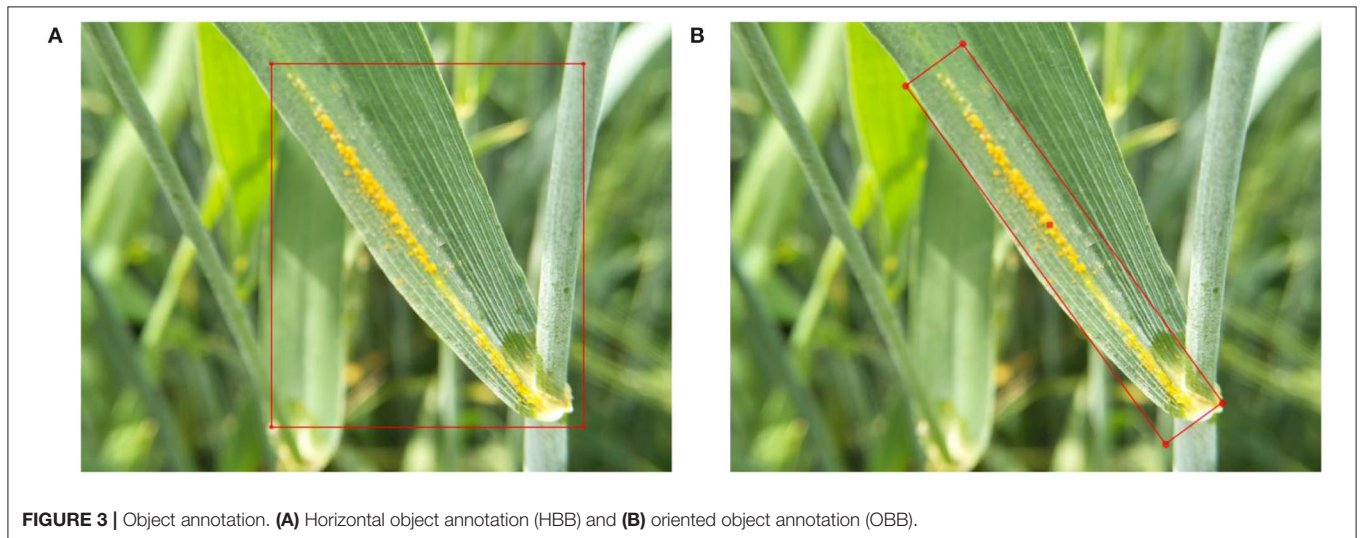 A
B
FIGURE 3 | Object annotation. (A) Horizontal object annotation (HBB) and (B) oriented object annotation (OBB).